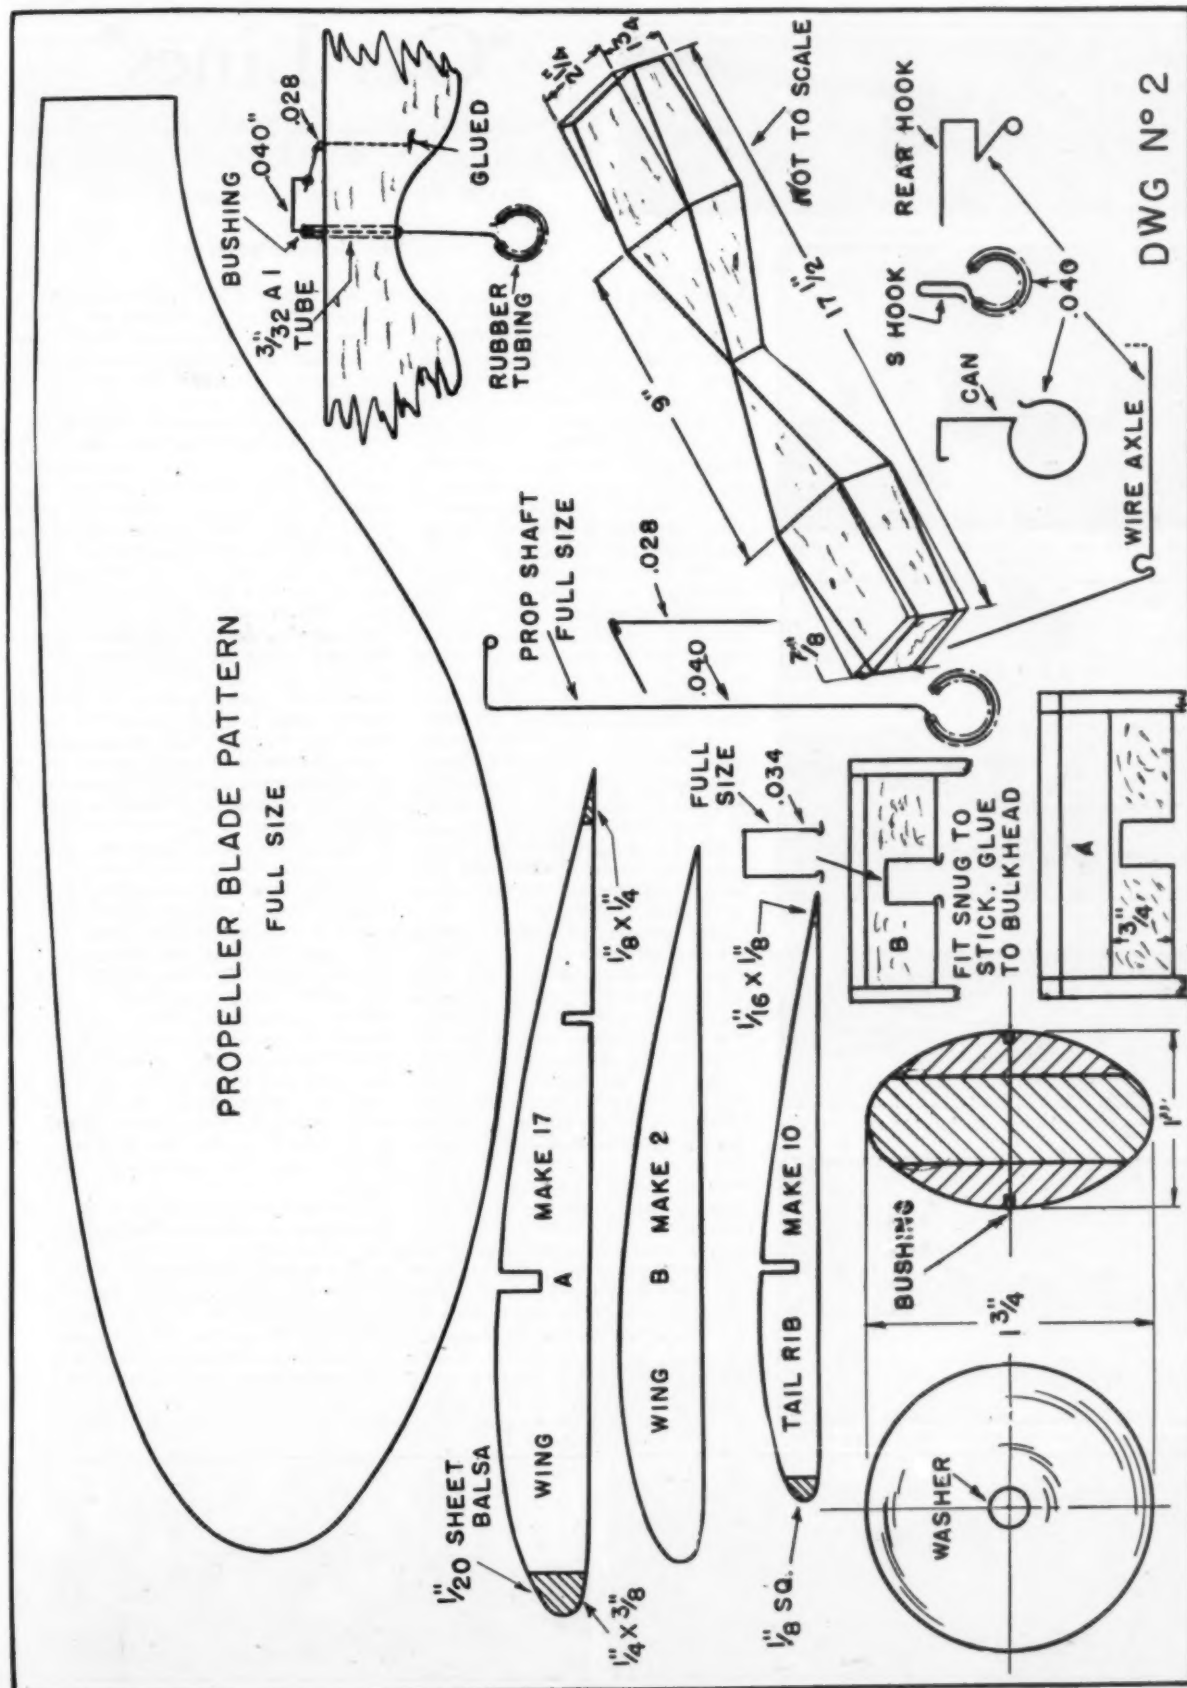 PROPELLER BLADE PATTERN
FULL SIZE
BUSHING
.040"
.028
3/32" A 1
TUBE
GLUED
RUBBER
TUBING
1/20" SHEET
BALSA
WING
A
MAKE 17
1/4" X 3/8"
1/8" X 1/4"
PROP SHAFT
FULL SIZE
.028
.040
WING
B
MAKE 2
FULL
SIZE
.034
1/16" X 1/8"
TAIL RIB
MAKE 10
1/8" SQ.
2 1/4"
9"
17 1/2"
7/8"
NOT TO SCALE
B
FIT SNUG TO
STICK. GLUE
TO BULKHEAD
A
3/4"
BUSHING
1 3/4"
1"
WASHER
CAN
S HOOK
REAR HOOK
.040
WIRE AXLE
DWG Nº 2